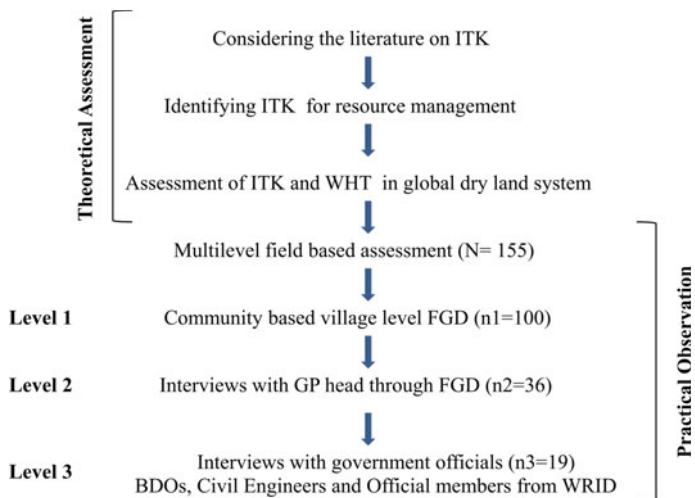 Theoretical Assessment
Considering the literature on ITK
Identifying ITK for resource management
Assessment of ITK and WHT in global dry land system
Practical Observation
Multilevel field based assessment (N= 155)
Level 1 Community based village level FGD (n1=100)
Level 2 Interviews with GP head through FGD (n2=36)
Level 3 Interviews with government officials (n3=19)
BDOs, Civil Engineers and Official members from WRID